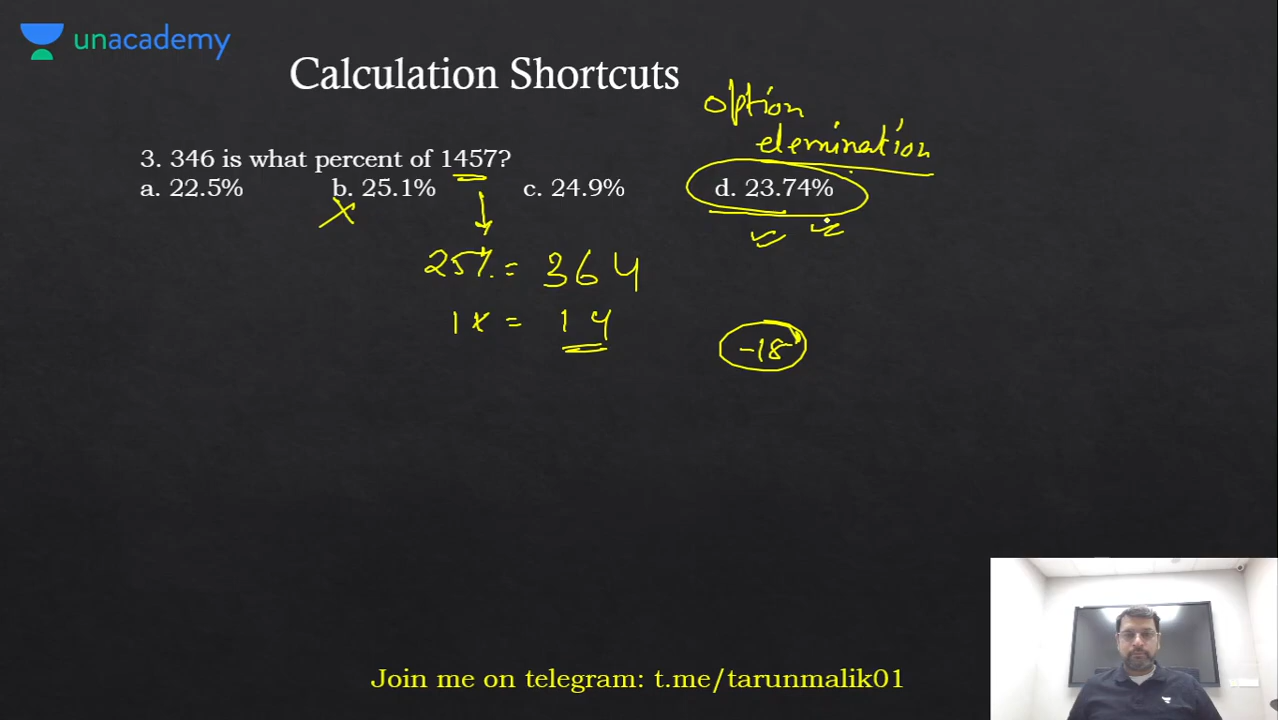 unacademy
Calculation Shortcuts
option
elemination
3. 346 is what percent of 1457?
a. 22.5% b. 25.1% c. 24.9% d. 23.74%
25% = 364
1% = 14
-18
Join me on telegram: t.me/tarunmalik01